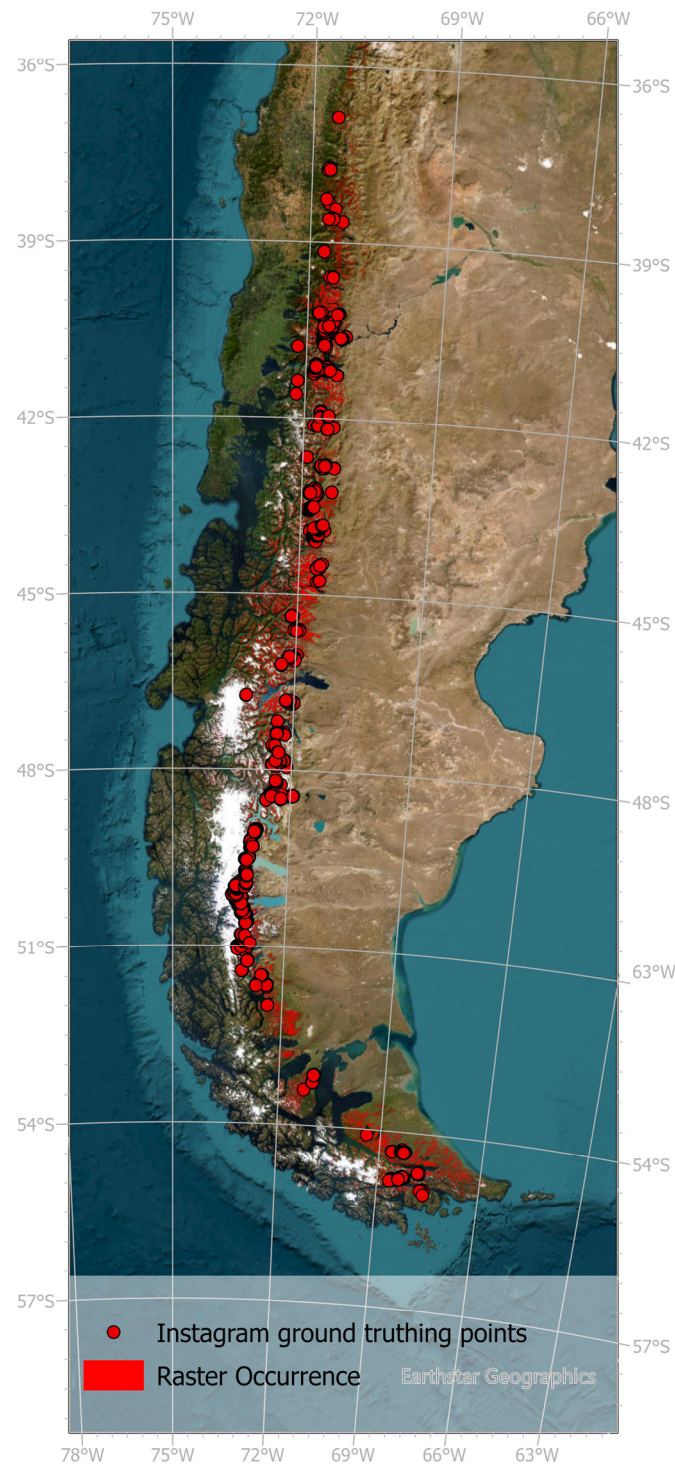 75°W 72°W 69°W 66°W
36°S 36°S
39°S 39°S
42°S 42°S
45°S 45°S
48°S 48°S
51°S 63°W
54°S 54°S
57°S 57°S
Instagram ground truthing points
Raster Occurrence Earthstar Geographics
78°W 75°W 72°W 69°W 66°W 63°W